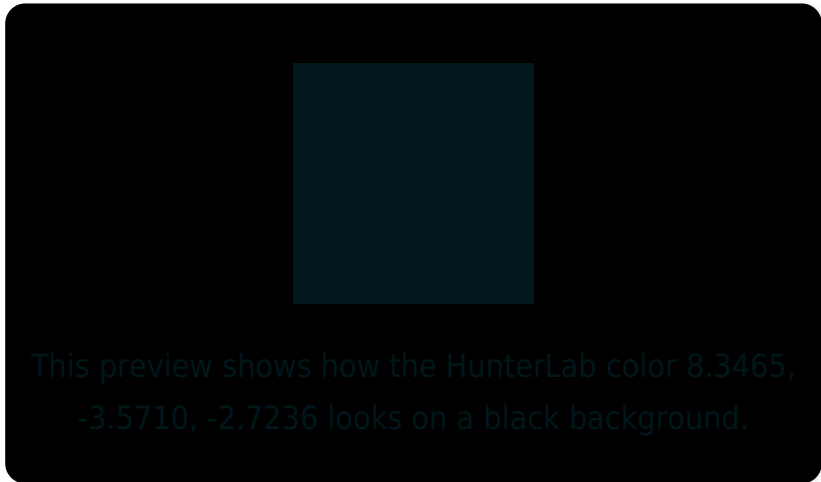 This preview shows how the HunterLab color 8.3465,
-3.5710, -2.7236 looks on a black background.